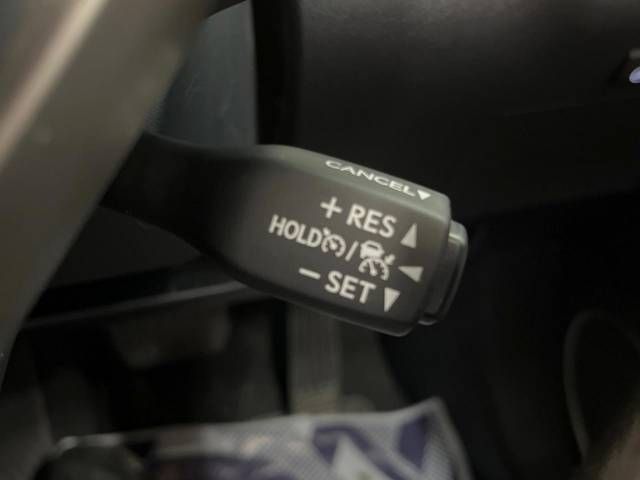 CANCEL▼
+ RES ▲
HOLD /
– SET ▼